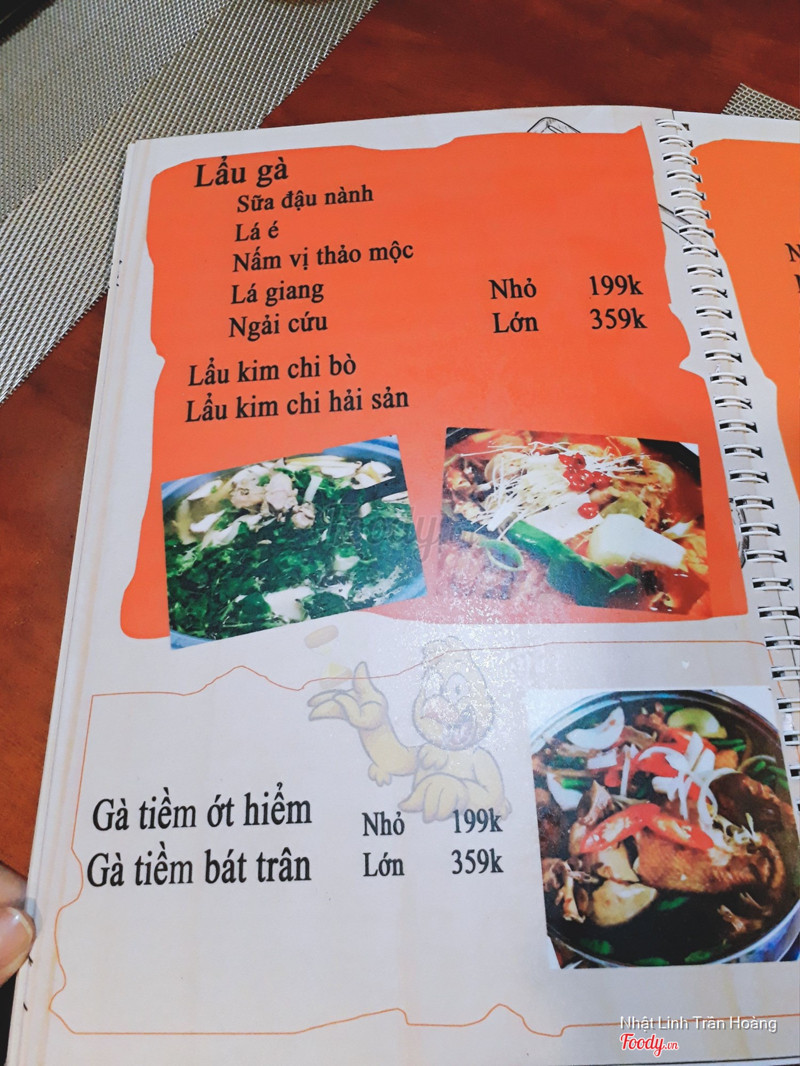 Lẩu gà
Sữa đậu nành
Lá é
Nấm vị thảo mộc
Lá giang Nhỏ 199k
Ngải cứu Lớn 359k
Lẩu kim chi bò
Lẩu kim chi hải sản
Gà tiềm ớt hiểm Nhỏ 199k
Gà tiềm bát trân Lớn 359k
Nhật Linh Trần Hoàng
Foody.vn